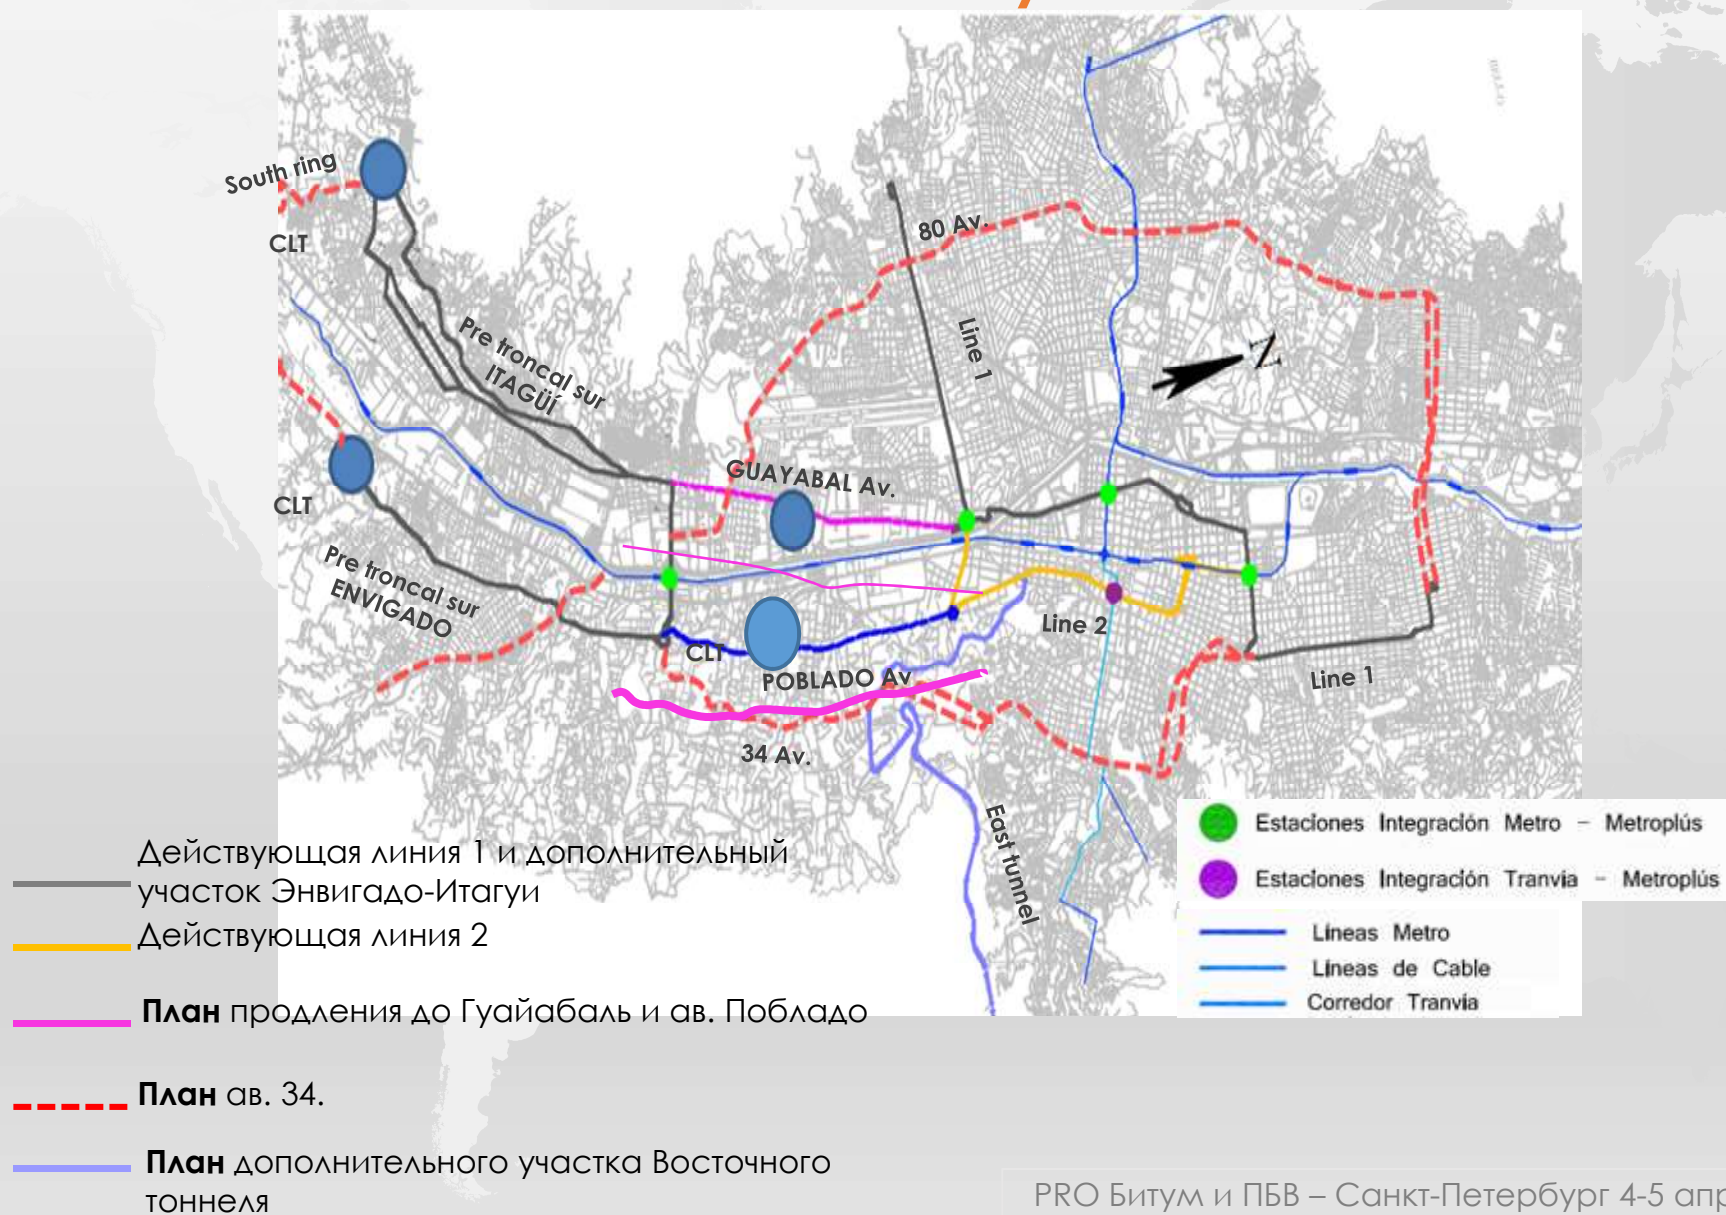 South ring
CLT
80 Av.
Line 1
N
Pre troncal sur
ITAGÜÍ
GUAYABAL Av.
CLT
Pre troncal sur
ENVIGADO
Line 2
CLT
POBLADO Av
Line 1
34 Av.
East tunnel
Estaciones Integración Metro – Metroplús
Estaciones Integración Tranvia – Metroplús
Líneas Metro
Líneas de Cable
Corredor Tranvía
Действующая линия 1 и дополнительный
участок Энвигадо-Итагуи
Действующая линия 2
План продления до Гуайабаль и ав. Побладо
План ав. 34.
План дополнительного участка Восточного
тоннеля
PRO Битум и ПБВ – Санкт-Петербург 4-5 апр